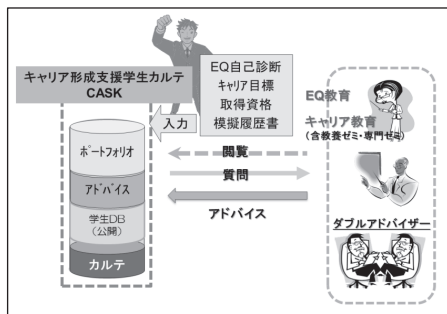 キャリア形成支援学生カルテ
CASK
EQ自己診断
キャリア目標
取得資格
模擬履歴書
入力
ポートフォリオ
アドバイス
学生DB
(公開)
カルテ
閲覧
質問
アドバイス
EQ教育
キャリア教育
(含教養ゼミ・専門ゼミ)
ダブルアドバイザー